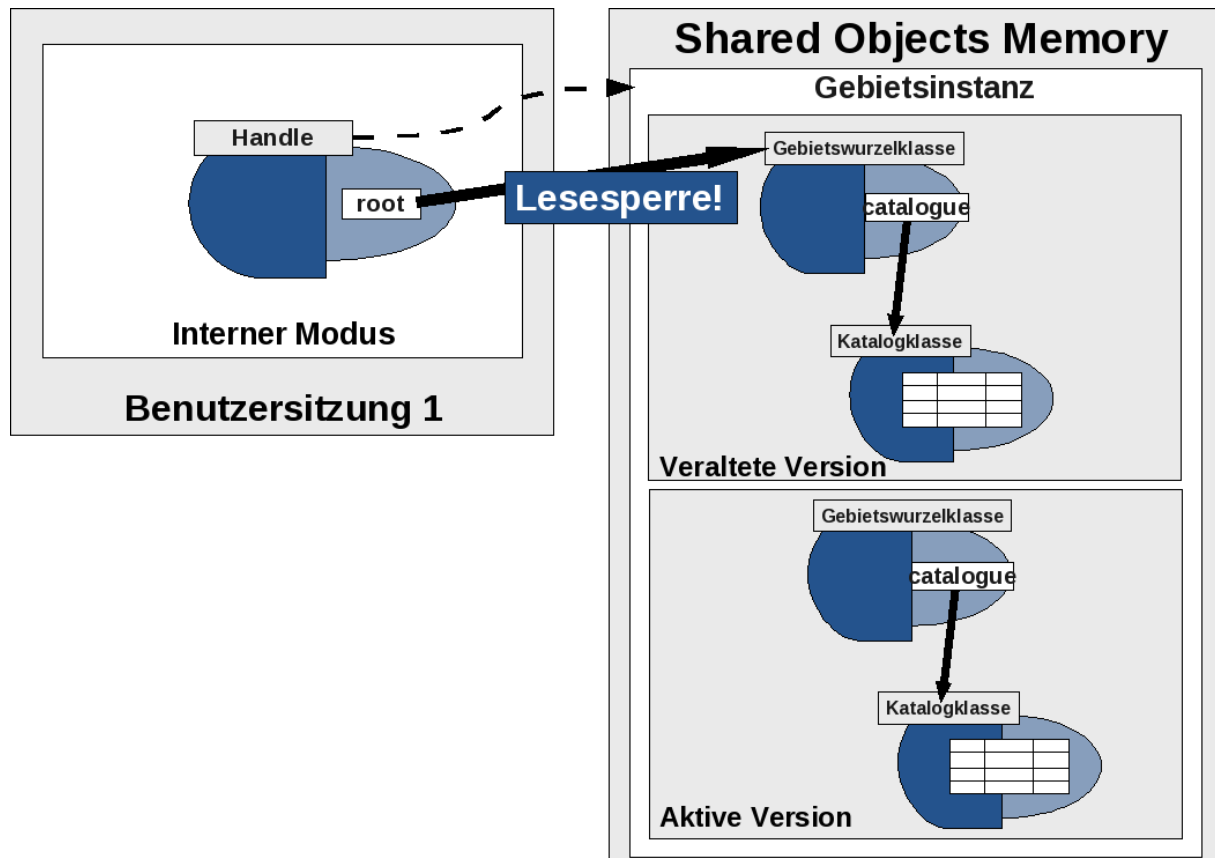 Handle
root
Interner Modus
Benutzersitzung 1
Lesesperre!
Shared Objects Memory
Gebietsinstanz
Gebietswurzelklasse
catalogue
Katalogklasse
Veraltete Version
Gebietswurzelklasse
catalogue
Katalogklasse
Aktive Version